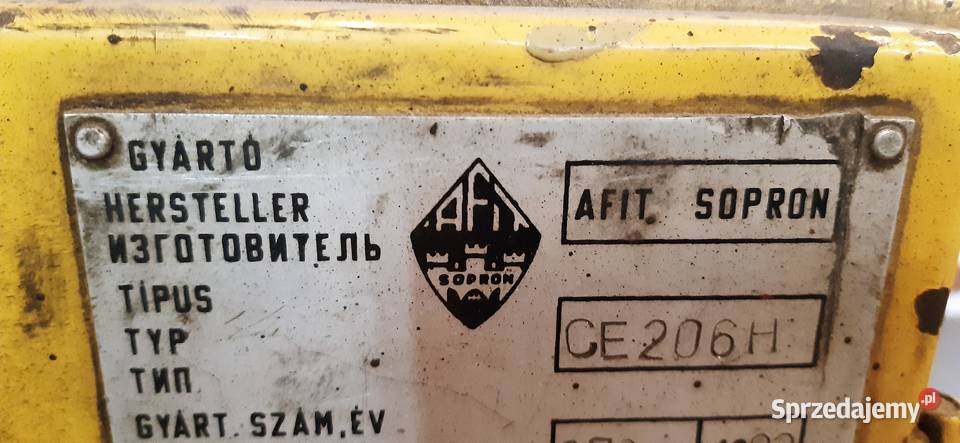 GYÁRTÓ
HERSTELLER
ИЗГОТОВИТЕЛЬ
AFIT
SOPRON
AFIT SOPRON
TÍPUS
TYP
ТИП
CE206H
GYÁRT. SZÁM, ÉV
Sprzedajemy.pl